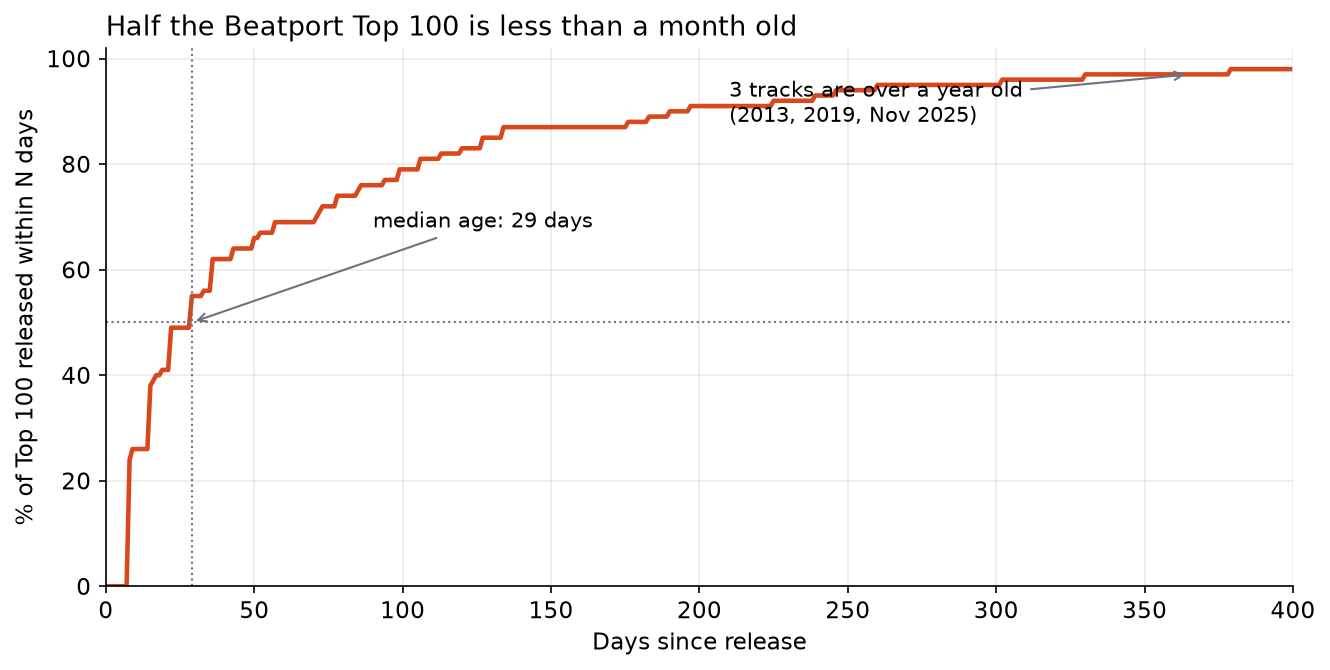 Half the Beatport Top 100 is less than a month old
% of Top 100 released within N days
100
80
60
40
20
0
3 tracks are over a year old
(2013, 2019, Nov 2025)
median age: 29 days
0 50 100 150 200 250 300 350 400
Days since release